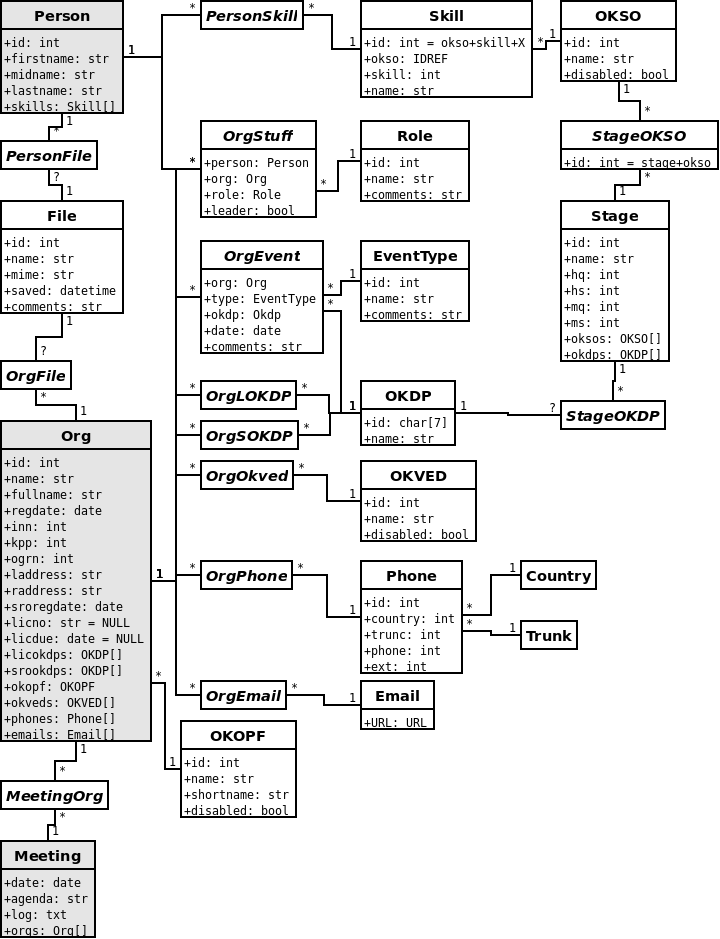 Person
+id: int
+firstname: str
+midname: str
+lastname: str
+skills: Skill[]
1
1
*
PersonFile
?
1
File
+id: int
+name: str
+mime: str
+saved: datetime
+comments: str
1
?
OrgFile
*
1
Org
+id: int
+name: str
+fullname: str
+regdate: date
+inn: int
+kpp: int
+ogrn: int
+laddress: str
+raddress: str
+sroregdate: date
+licno: str = NULL
+licdue: date = NULL
+licokdps: OKDP[]
+srookdps: OKDP[]
+okopf: OKOPF
+okveds: OKVED[]
+phones: Phone[]
+emails: Email[]
1
*
1
*
MeetingOrg
*
1
Meeting
+date: date
+agenda: str
+log: txt
+orgs: Org[]
* PersonSkill *
1
Skill
+id: int = okso+skill+X
+okso: IDREF
+skill: int
+name: str
*
1
OKSO
+id: int
+name: str
+disabled: bool
1
*
StageOKSO
+id: int = stage+okso
*
1
Stage
+id: int
+name: str
+hq: int
+hs: int
+mq: int
+ms: int
+oksos: OKSO[]
+okdps: OKDP[]
1
*
StageOKDP
*
OrgStuff
+person: Person
+org: Org
+role: Role
+leader: bool
*
1
Role
+id: int
+name: str
+comments: str
*
OrgEvent
+org: Org
+type: EventType
+okdp: Okdp
+date: date
+comments: str
*
*
1
EventType
+id: int
+name: str
+comments: str
* OrgLOKDP *
* OrgSOKDP *
1
OKDP
+id: char[7]
+name: str
1
?
* OrgOkved *
1
OKVED
+id: int
+name: str
+disabled: bool
* OrgPhone *
1
Phone
+id: int
+country: int
+trunc: int
+phone: int
+ext: int
*
*
1
Country
1
Trunk
* OrgEmail *
1
Email
+URL: URL
1
OKOPF
+id: int
+name: str
+shortname: str
+disabled: bool